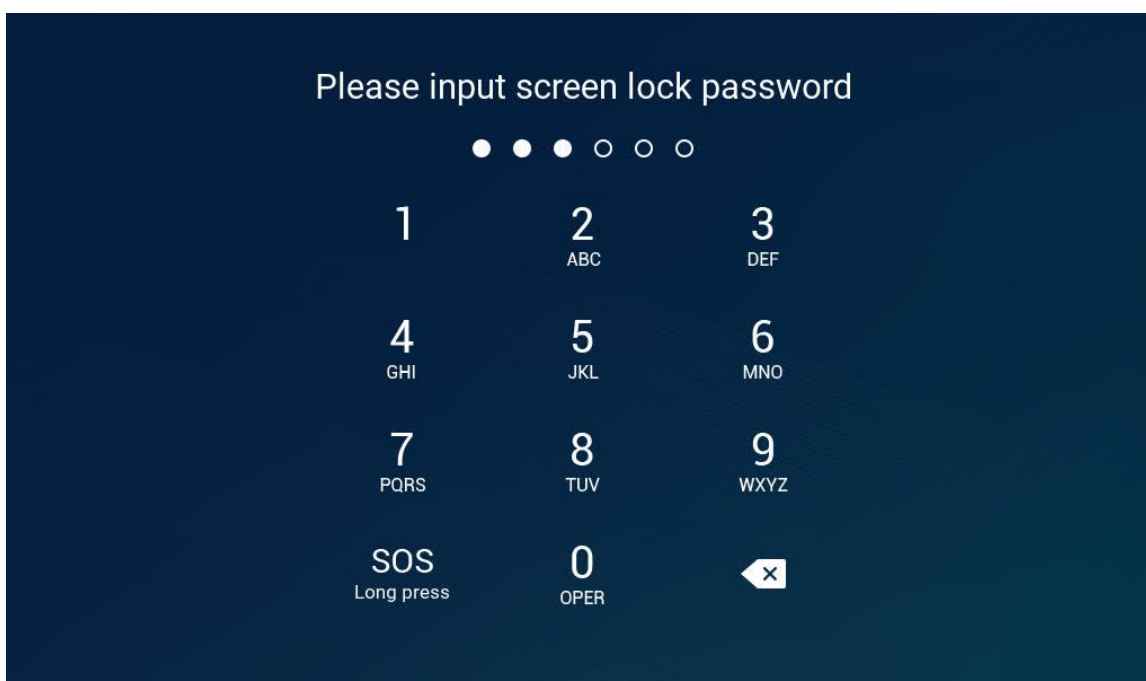 Please input screen lock password
1 2 3
ABC DEF
4 5 6
GHI JKL MNO
7 8 9
PQRS TUV WXYZ
SOS 0
Long press OPER